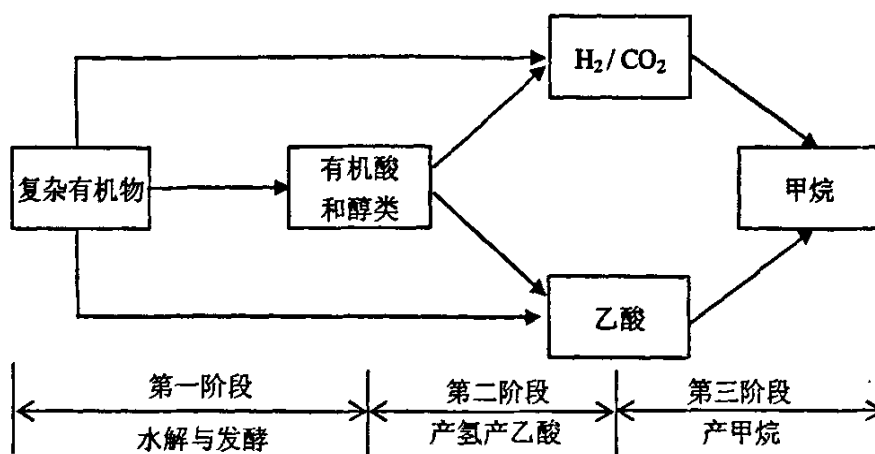 H₂ / CO₂
复杂有机物
有机酸
和醇类
甲烷
乙酸
第一阶段
第二阶段
第三阶段
水解与发酵
产氢产乙酸
产甲烷